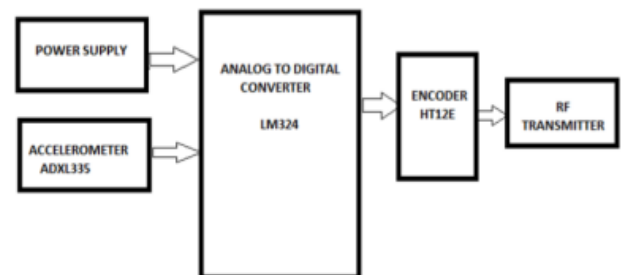 POWER SUPPLY
ACCELEROMETER
ADXL335
ANALOG TO DIGITAL
CONVERTER
LM324
ENCODER
HT12E
RF
TRANSMITTER